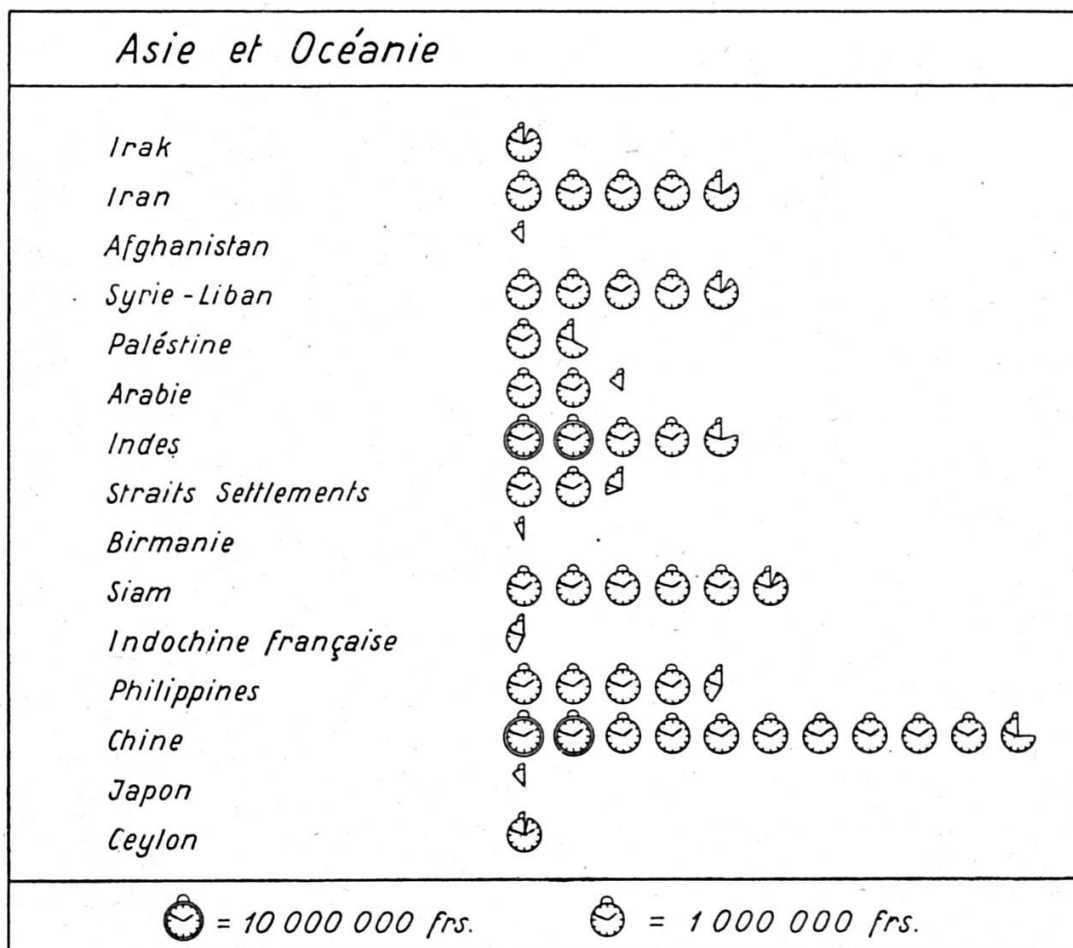 Asie et Océanie
Irak
Iran
Afghanistan
Syrie - Liban
Paléstine
Arabie
Indes
Straits Settlements
Birmanie
Siam
Indochine française
Philippines
Chine
Japon
Ceylon
= 10 000 000 frs.
= 1 000 000 frs.